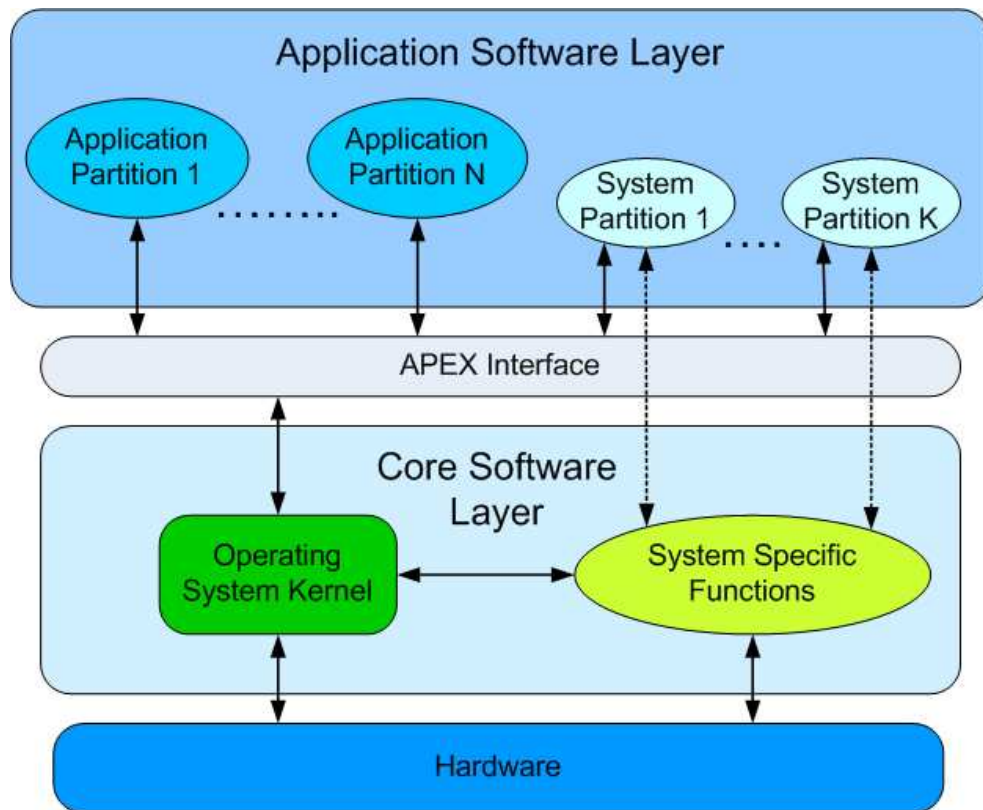 Application Software Layer
Application
Partition 1
Application
Partition N
System
Partition 1
System
Partition K
APEX Interface
Core Software
Layer
Operating
System Kernel
System Specific
Functions
Hardware